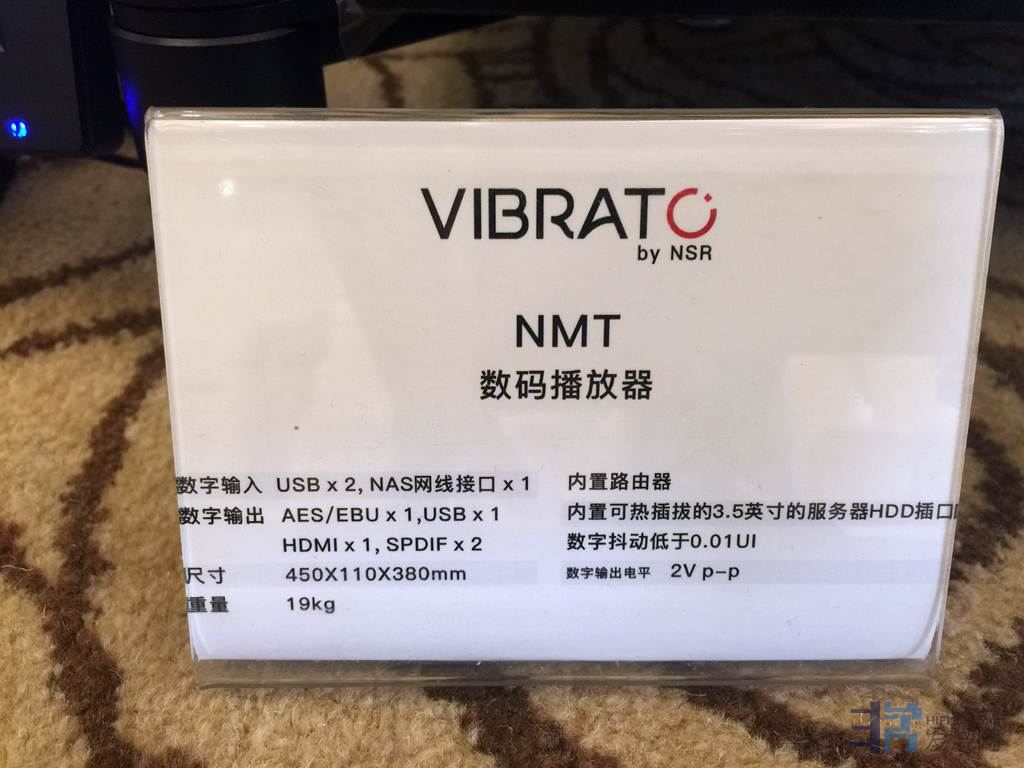 VIBRATO
by NSR
NMT
数码播放器
数字输入 USB x 2, NAS网线接口 x 1
数字输出 AES/EBU x 1,USB x 1
HDMI x 1, SPDIF x 2
尺寸 450X110X380mm
重量 19kg
内置路由器
内置可热插拔的3.5英寸的服务器HDD插口
数字抖动低于0.01UI
数字输出电平 2V p-p